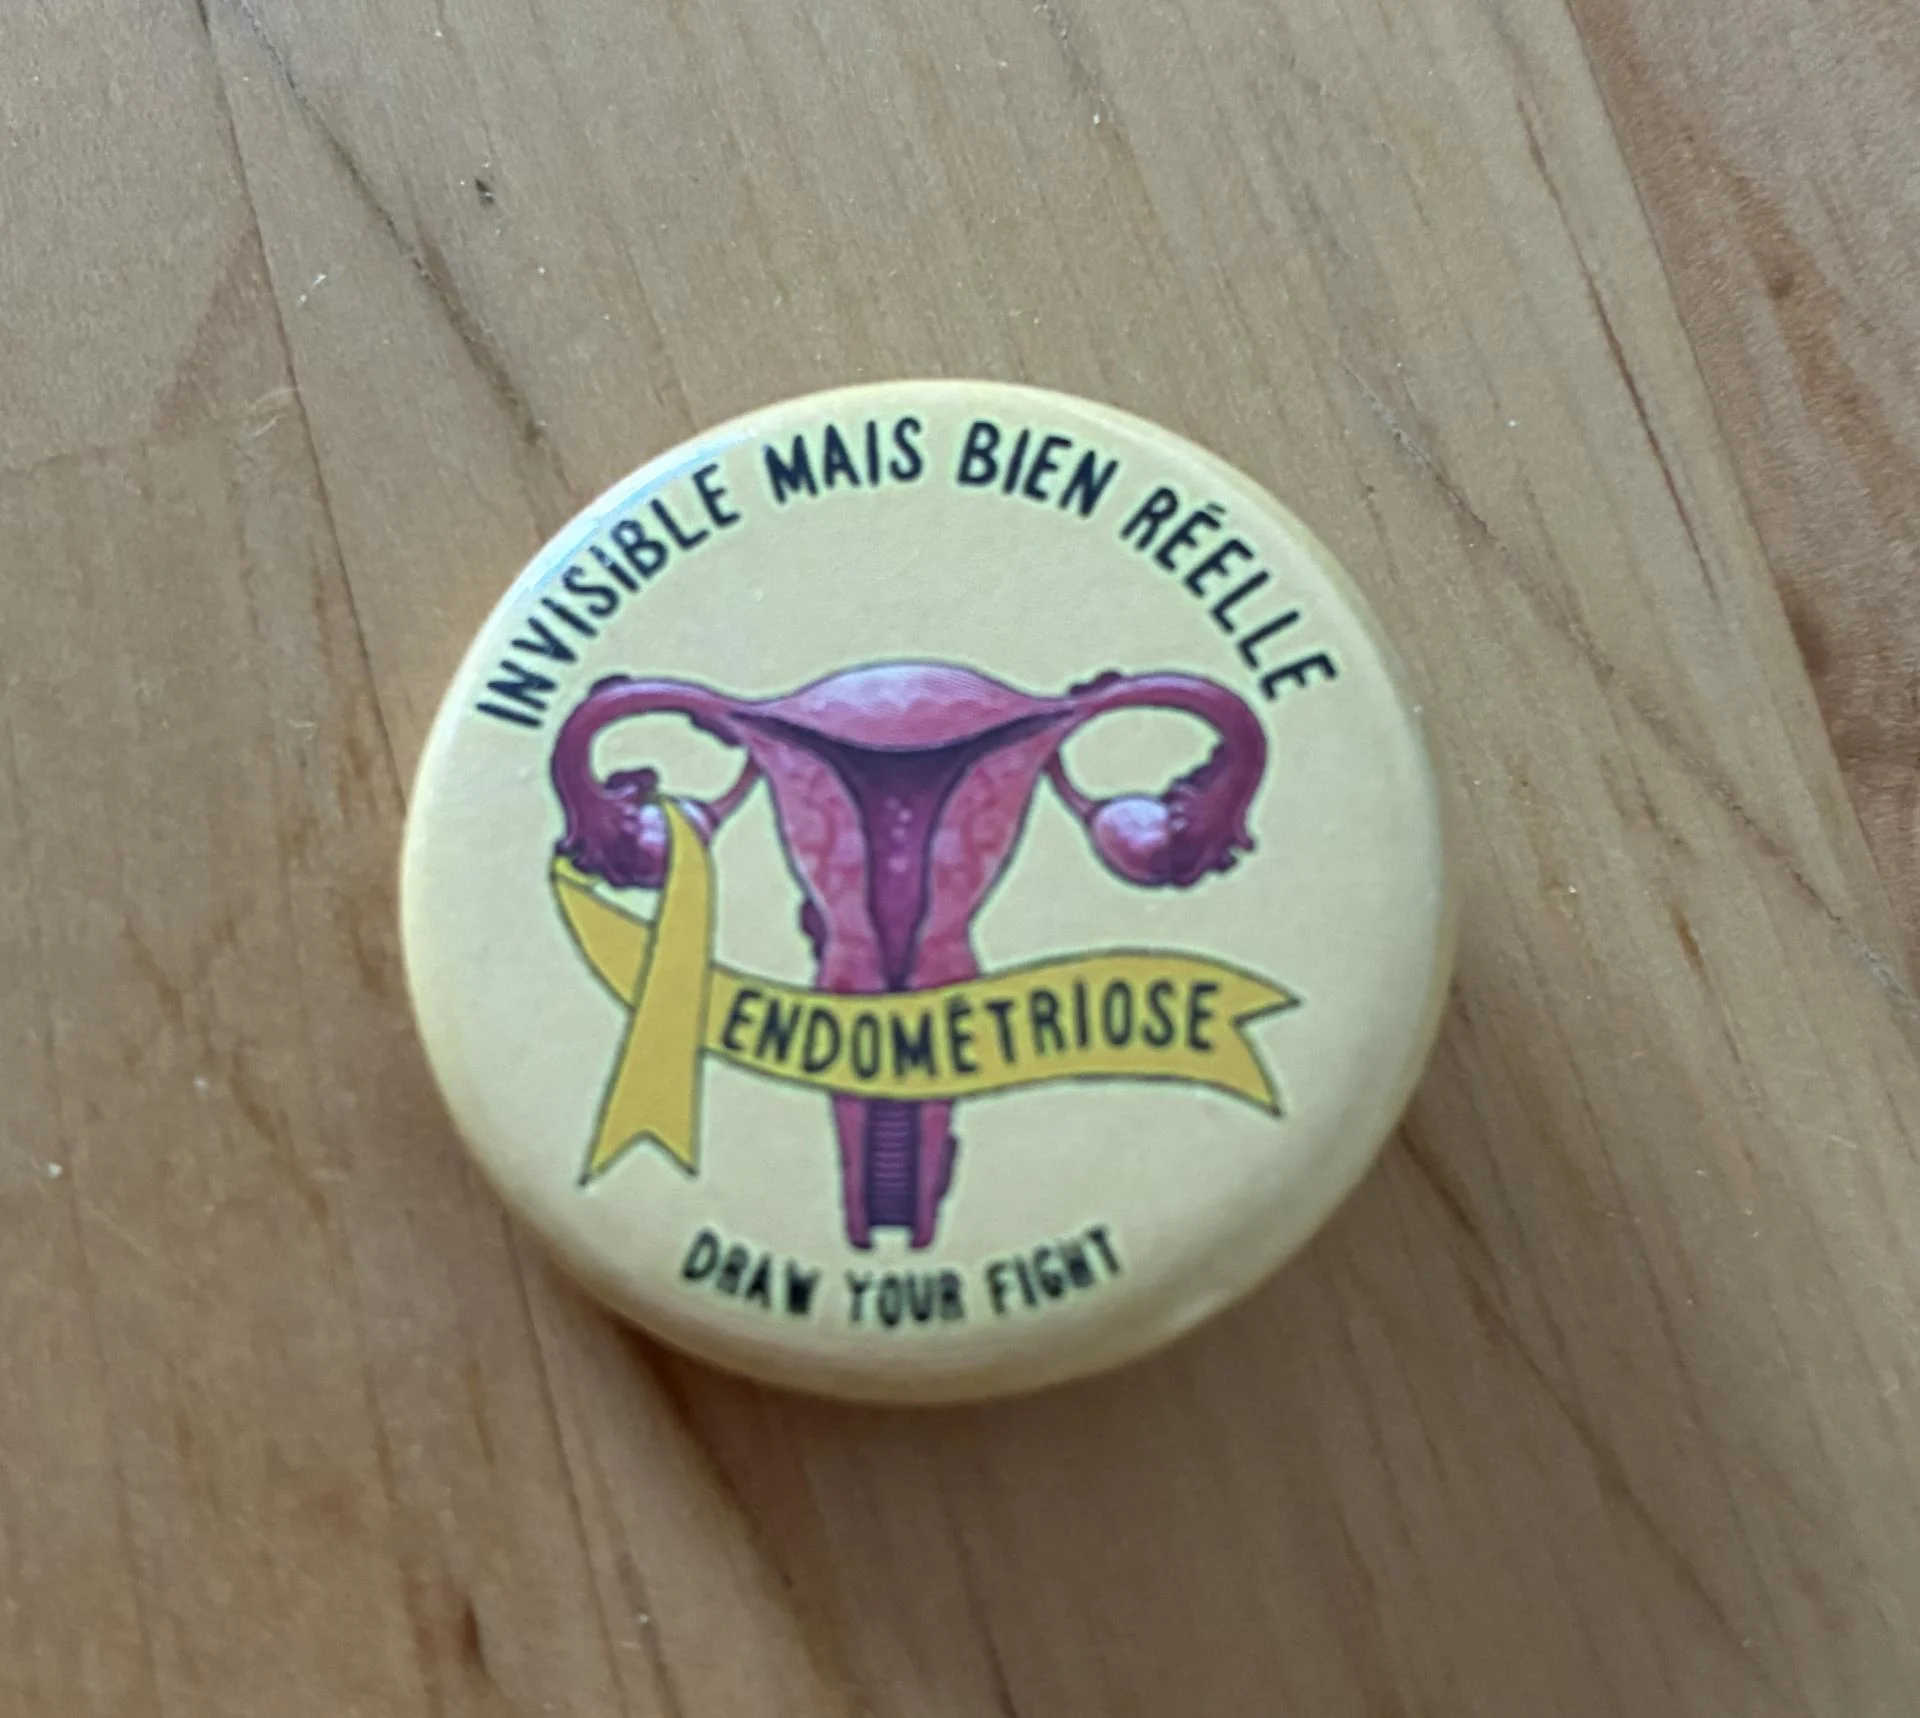 INVISIBLE MAIS BIEN RÉELLE
ENDOMÉTRIOSE
DRAW YOUR FIGHT